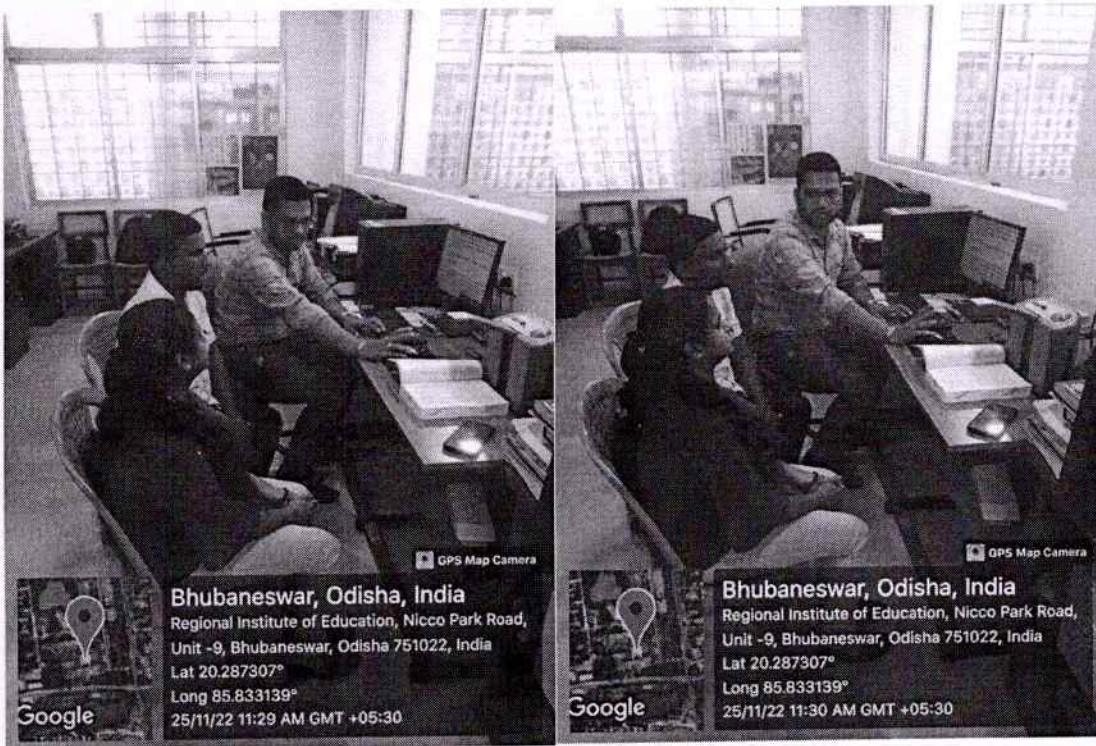 GPS Map Camera
Bhubaneswar, Odisha, India
Regional Institute of Education, Nicco Park Road,
Unit -9, Bhubaneswar, Odisha 751022, India
Lat 20.287307°
Long 85.833139°
25/11/22 11:29 AM GMT +05:30
Google
GPS Map Camera
Bhubaneswar, Odisha, India
Regional Institute of Education, Nicco Park Road,
Unit -9, Bhubaneswar, Odisha 751022, India
Lat 20.287307°
Long 85.833139°
25/11/22 11:30 AM GMT +05:30
Google